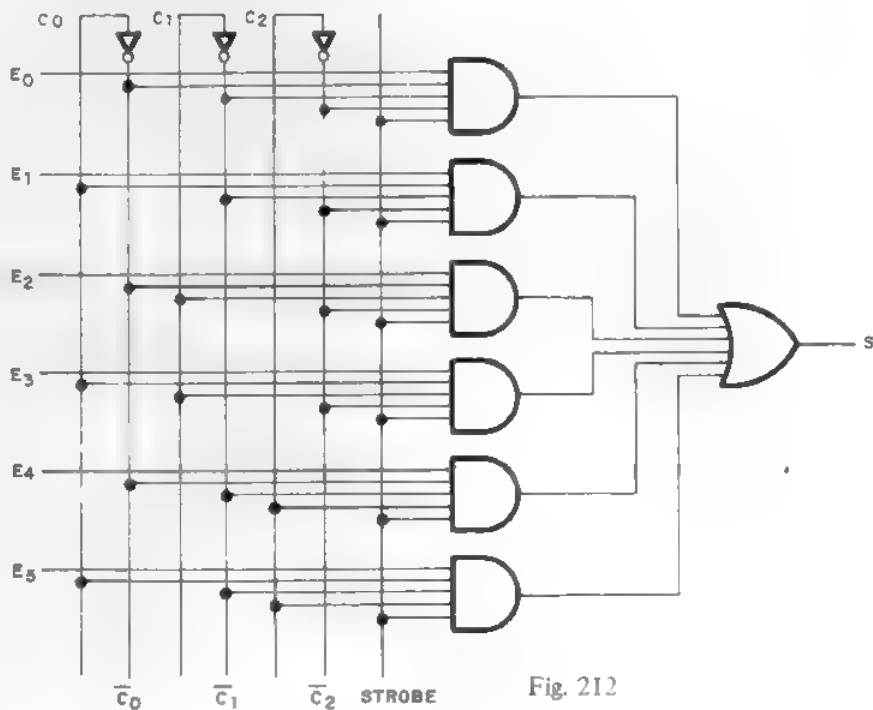 C0 C1 C2
E0
E1
E2
E3
S
E4
E5
C̅0 C̅1 C̅2 STROBE
Fig. 212